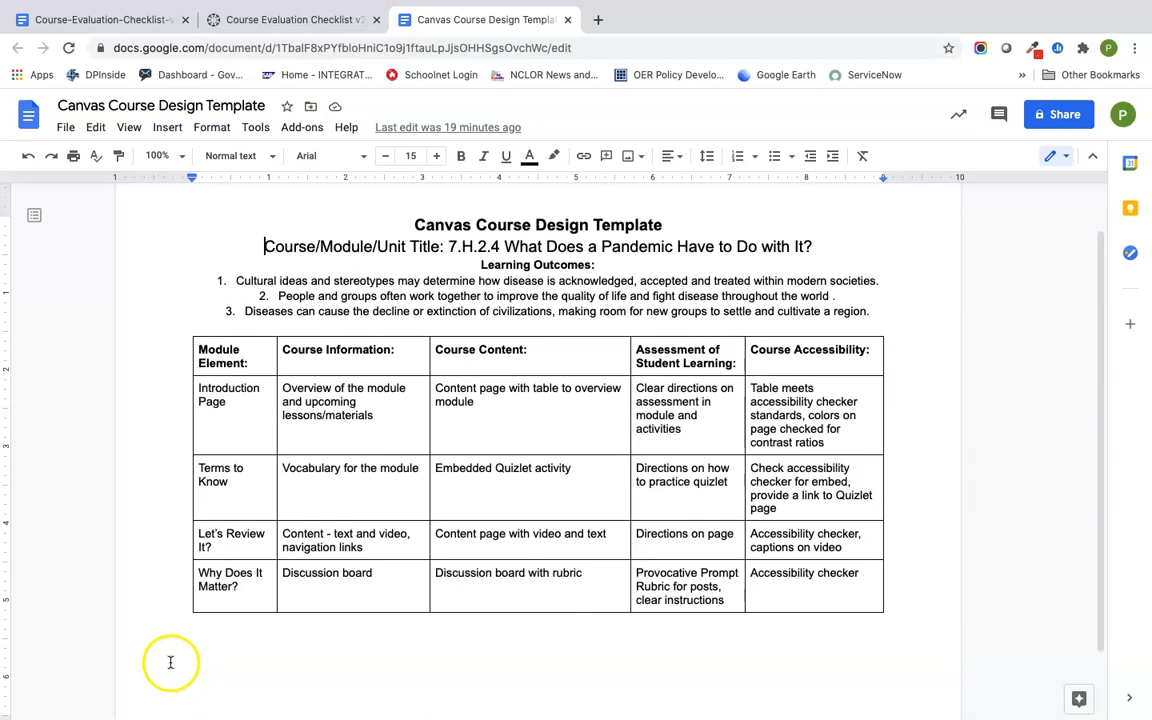 Course-Evaluation-Checklist-v
Course Evaluation Checklist v2
Canvas Course Design Templat
docs.google.com/document/d/1TbalF8xPYfbloHniC1o9j1ftauLpJjsOHHSgsOvchWc/edit
Apps
DPInside
Dashboard - Gov...
Home - INTEGRAT...
Schoolnet Login
NCLOR News and...
OER Policy Develo...
Google Earth
ServiceNow
»
Other Bookmarks
Canvas Course Design Template
File Edit View Insert Format Tools Add-ons Help Last edit was 19 minutes ago
Share
P
100% Normal text Arial 15
Canvas Course Design Template
Course/Module/Unit Title: 7.H.2.4 What Does a Pandemic Have to Do with It?
Learning Outcomes:
1. Cultural ideas and stereotypes may determine how disease is acknowledged, accepted and treated within modern societies.
2. People and groups often work together to improve the quality of life and fight disease throughout the world .
3. Diseases can cause the decline or extinction of civilizations, making room for new groups to settle and cultivate a region.
Module
Element:
Course Information:
Course Content:
Assessment of
Student Learning:
Course Accessibility:
Introduction
Page
Overview of the module
and upcoming
lessons/materials
Content page with table to overview
module
Clear directions on
assessment in
module and
activities
Table meets
accessibility checker
standards, colors on
page checked for
contrast ratios
Terms to
Know
Vocabulary for the module
Embedded Quizlet activity
Directions on how
to practice quizlet
Check accessibility
checker for embed,
provide a link to Quizlet
page
Let's Review
It?
Content - text and video,
navigation links
Content page with video and text
Directions on page
Accessibility checker,
captions on video
Why Does It
Matter?
Discussion board
Discussion board with rubric
Provocative Prompt
Rubric for posts,
clear instructions
Accessibility checker